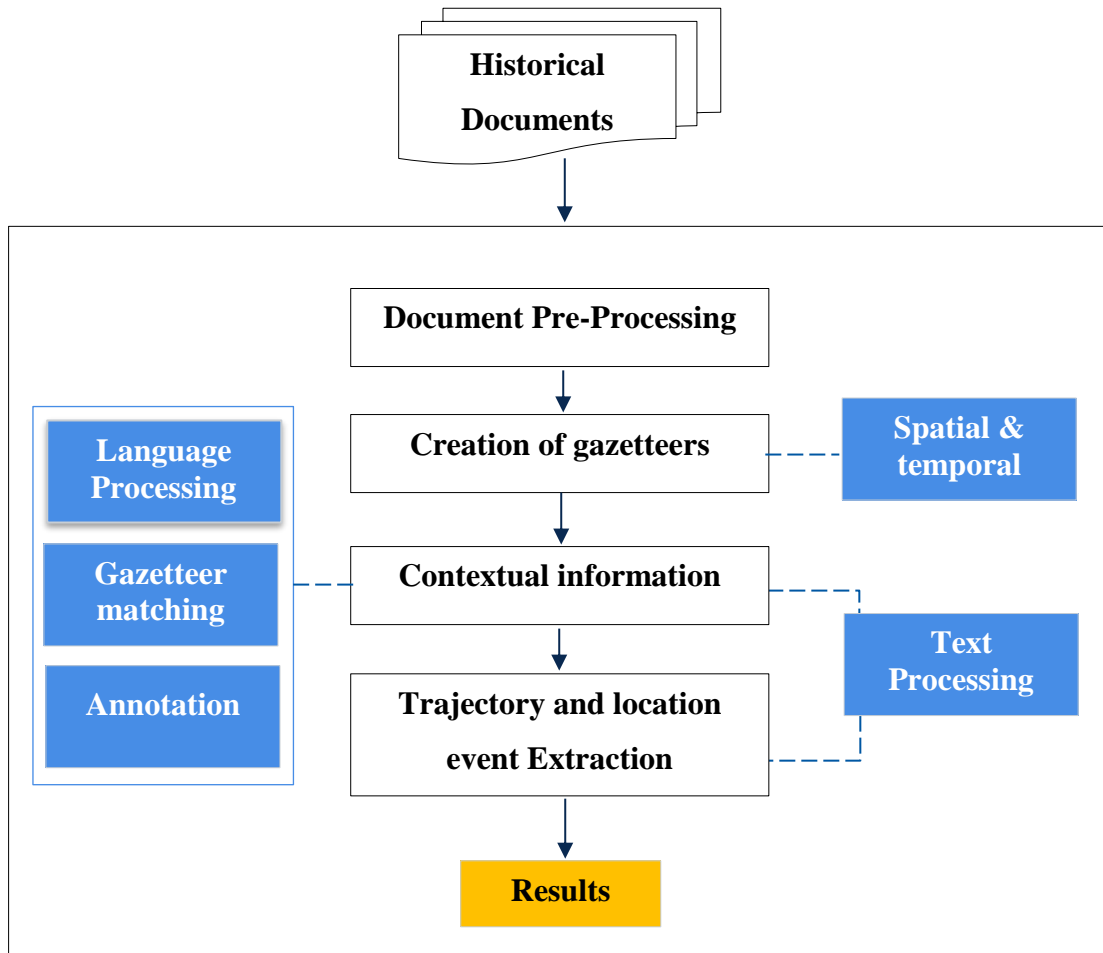 Historical
Documents
Document Pre-Processing
Creation of gazetteers
Spatial &
temporal
Language
Processing
Gazetteer
matching
Annotation
Contextual information
Text
Processing
Trajectory and location
event Extraction
Results